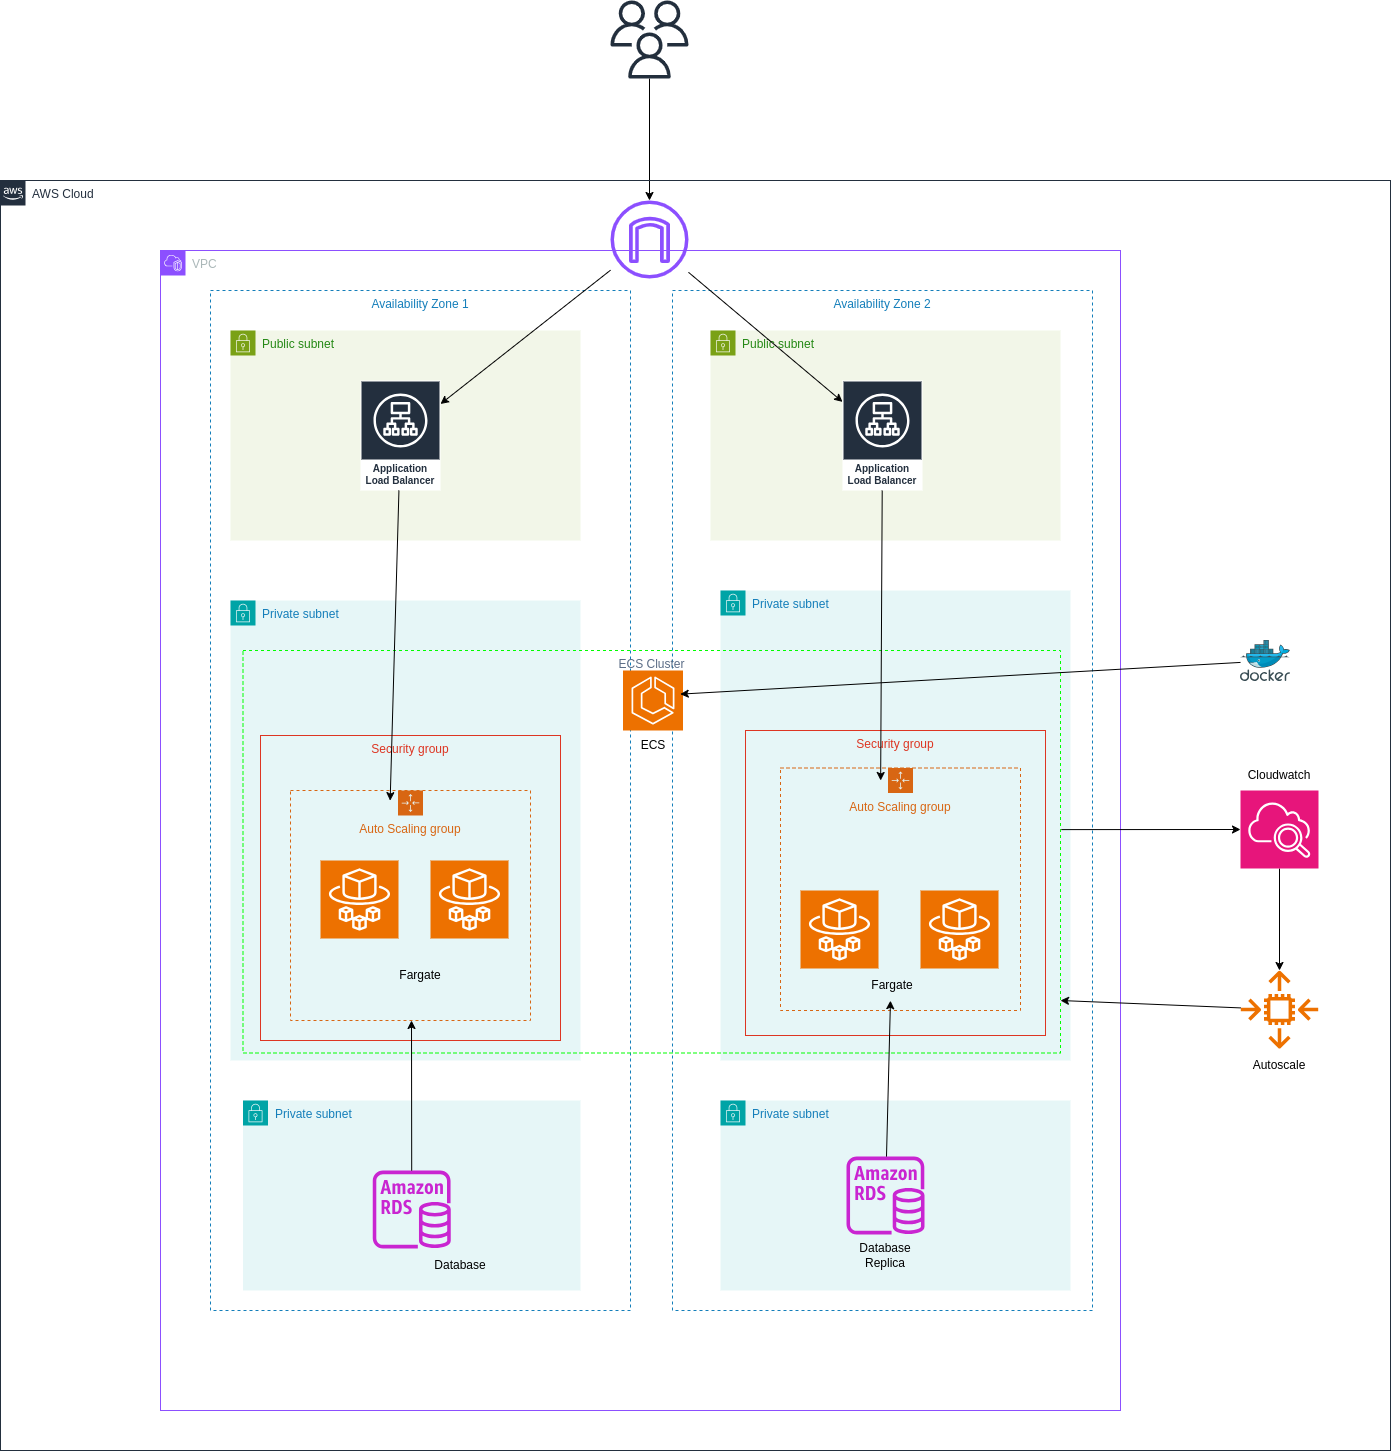 aws
AWS Cloud
VPC
Availability Zone 1
Availability Zone 2
Public subnet
Public subnet
Application
Load Balancer
Application
Load Balancer
Private subnet
Private subnet
ECS Cluster
ECS
docker
Security group
Security group
Auto Scaling group
Auto Scaling group
Cloudwatch
Fargate
Fargate
Autoscale
Private subnet
Private subnet
Amazon
RDS
Database
Amazon
RDS
Database
Replica